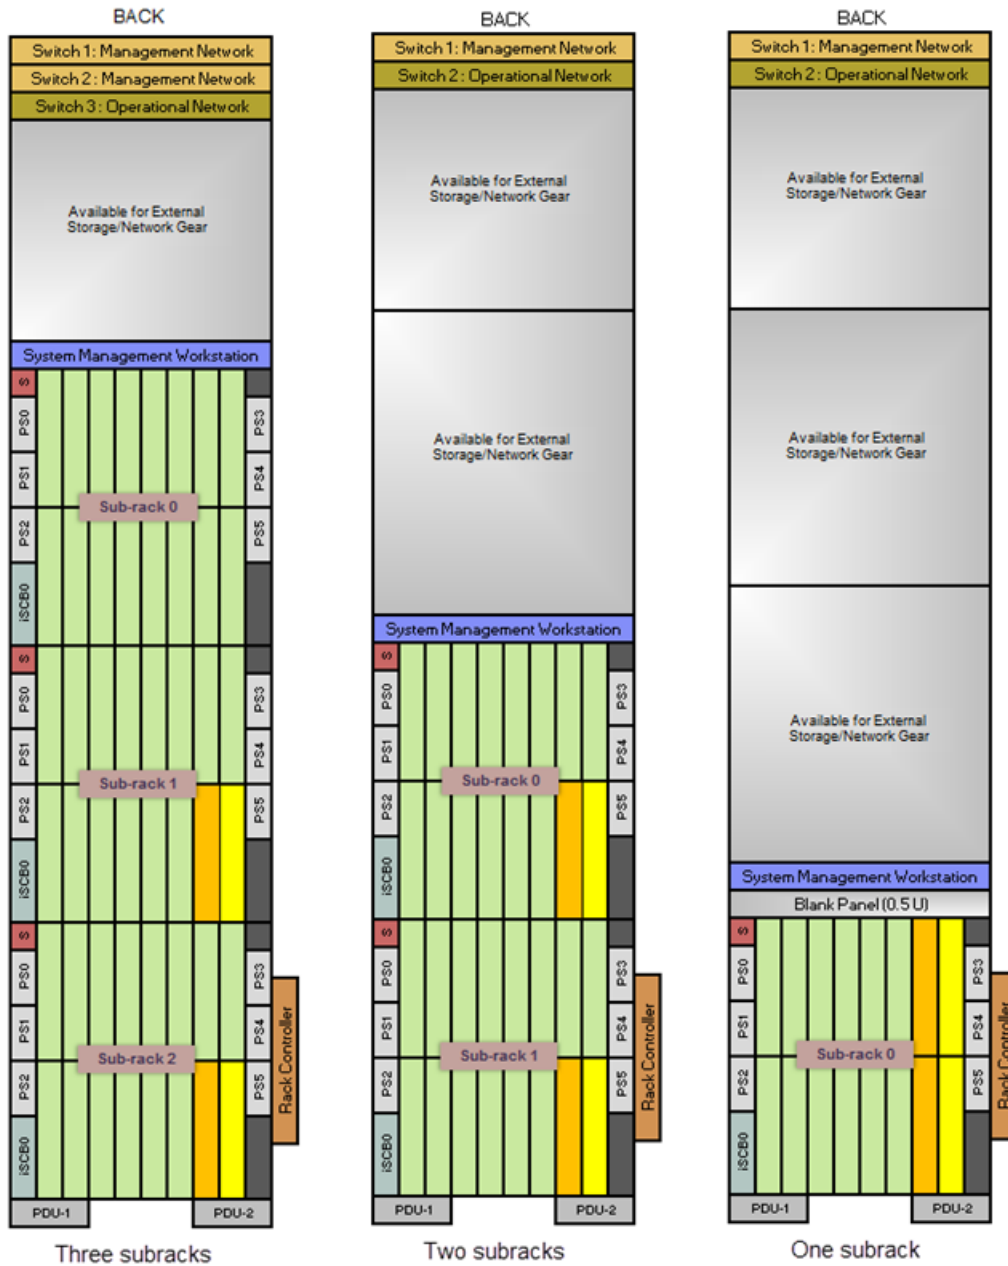 BACK
Switch 1: Management Network
Switch 2: Management Network
Switch 3: Operational Network
Available for External
Storage/Network Gear
System Management Workstation
S
PS0
PS1
PS2
iSCB0
PS3
PS4
PS5
Sub-rack 0
S
PS0
PS1
PS2
iSCB0
PS3
PS4
PS5
Sub-rack 1
S
PS0
PS1
PS2
iSCB0
PS3
PS4
PS5
Sub-rack 2
Rack Controller
PDU-1
PDU-2
Three subracks
BACK
Switch 1: Management Network
Switch 2: Operational Network
Available for External
Storage/Network Gear
Available for External
Storage/Network Gear
System Management Workstation
S
PS0
PS1
PS2
iSCB0
PS3
PS4
PS5
Sub-rack 0
S
PS0
PS1
PS2
iSCB0
PS3
PS4
PS5
Sub-rack 1
Rack Controller
PDU-1
PDU-2
Two subracks
BACK
Switch 1: Management Network
Switch 2: Operational Network
Available for External
Storage/Network Gear
Available for External
Storage/Network Gear
Available for External
Storage/Network Gear
System Management Workstation
Blank Panel (0.5 U)
S
PS0
PS1
PS2
iSCB0
PS3
PS4
PS5
Sub-rack 0
Rack Controller
PDU-1
PDU-2
One subrack